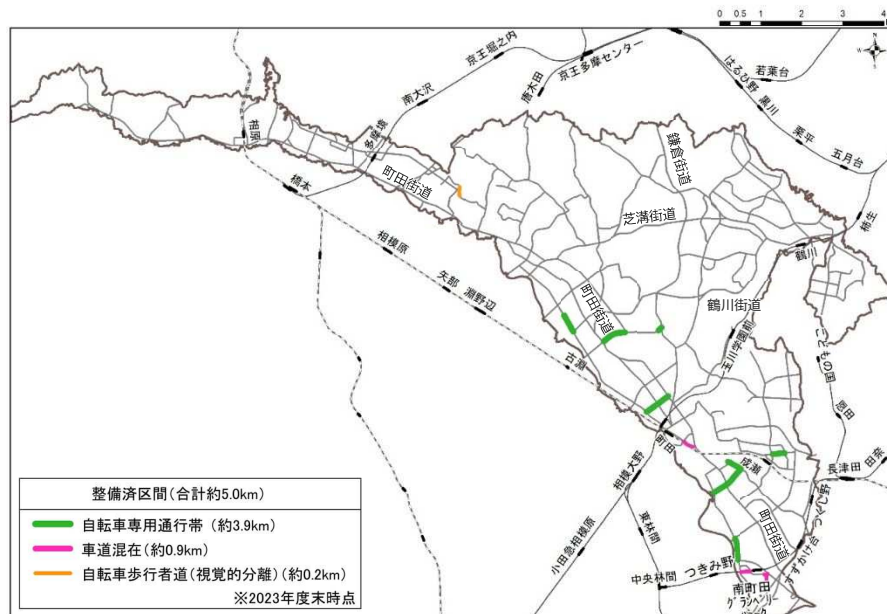 0 0.5 1 2 3 4
京王堀之内
京王多摩センター
若葉台
はるひ野
黒川
南大沢
唐木田
栗平
五月台
相原
多摩境
鎌倉街道
橋本
町田街道
芝溝街道
柿生
相模原
鶴川
矢部
淵野辺
町田街道
鶴川街道
玉川学園前
こどもの国
古淵
恩田
町田
成瀬
長津田
田奈
相模大野
つくし野
整備済区間(合計約5.0km)
自転車専用通行帯 (約3.9km)
車道混在(約0.9km)
自転車歩行者道(視覚的分離)(約0.2km)
※2023年度末時点
東林間
町田街道
すずかけ台
小田急相模原
中央林間
つきみ野
南町田
グランベリー